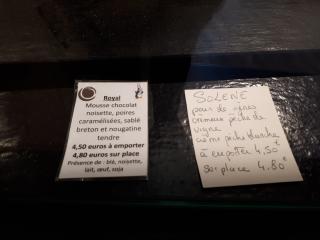 Royal
Mousse chocolat
noisette, poires
caramélisées, sablé
breton et nougatine
tendre
4,50 euros à emporter
4,80 euros sur place
Présence de : blé, noisette,
lait, œuf, soja
SOLENE
pain de gênes
crémeux pêche de
vigne
crème pêche blanche
à emporter 4,50€
sur place 4.80€